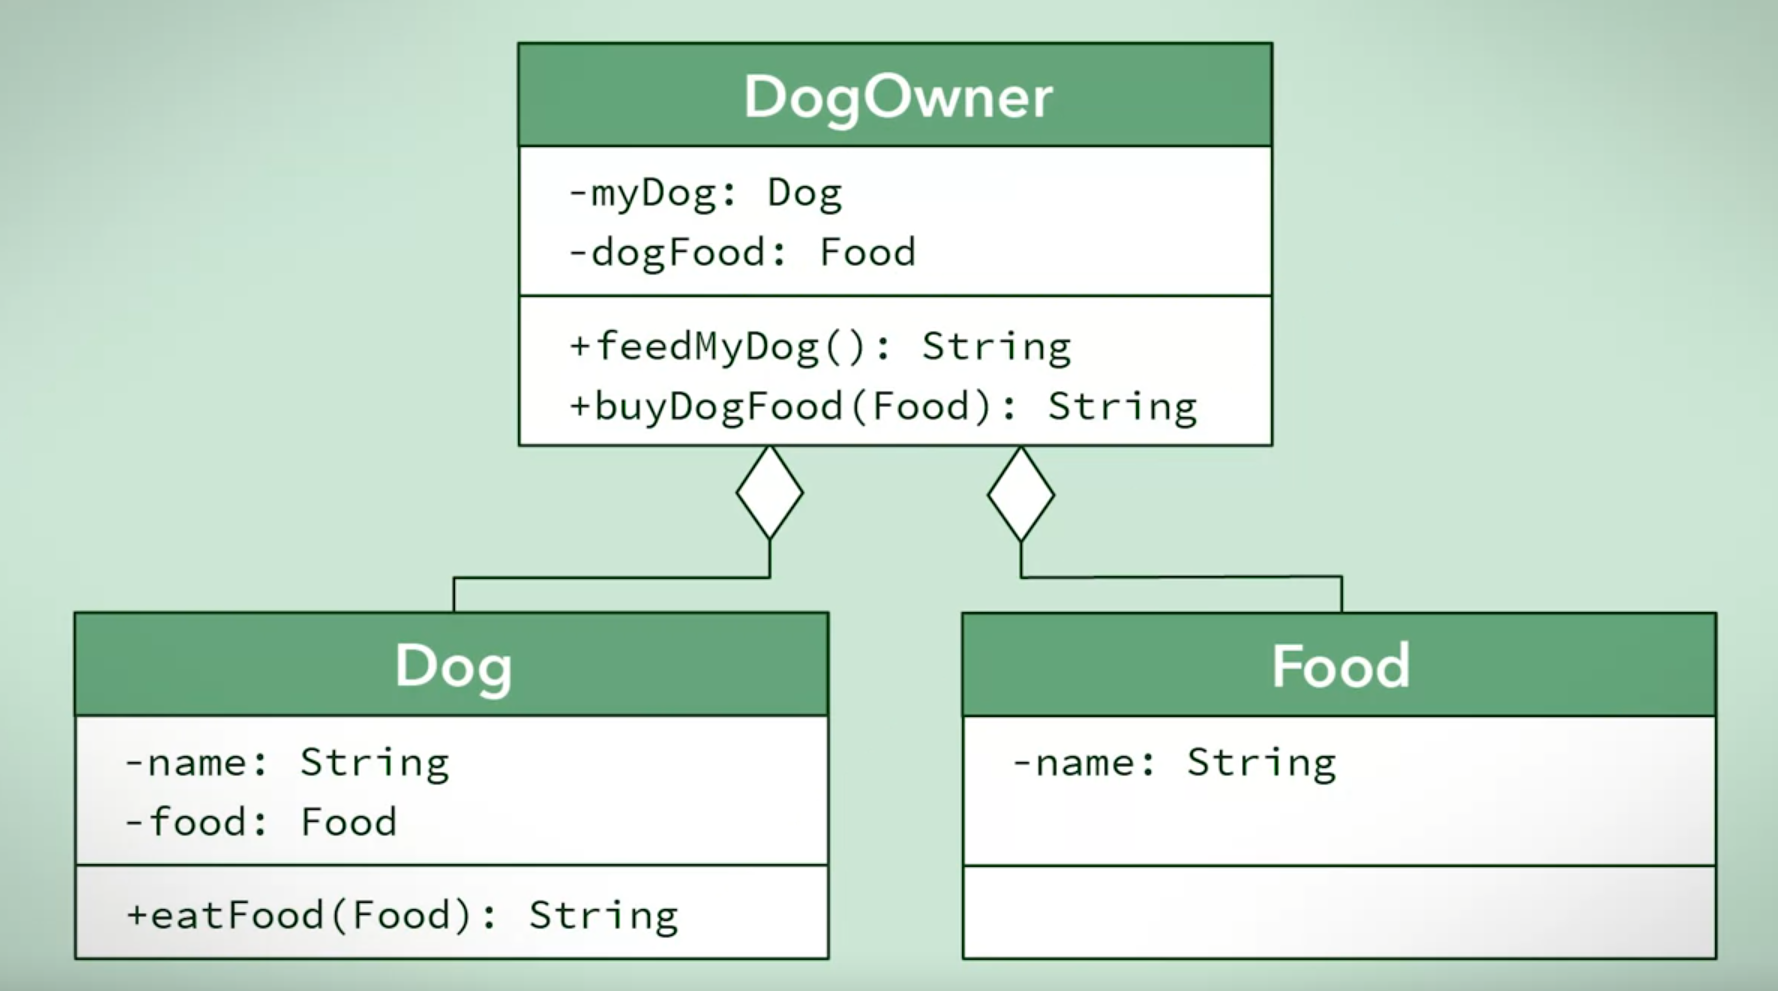 DogOwner
-myDog: Dog
-dogFood: Food
+feedMyDog(): String
+buyDogFood(Food): String
Dog
-name: String
-food: Food
+eatFood(Food): String
Food
-name: String